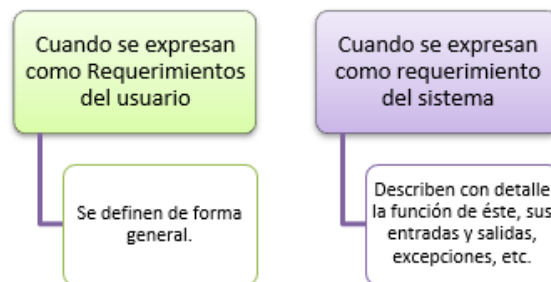 Cuando se expresan
como Requerimientos
del usuario
Se definen de forma
general.
Cuando se expresan
como requerimiento
del sistema
Describen con detalle
la función de éste, sus
entradas y salidas,
excepciones, etc.